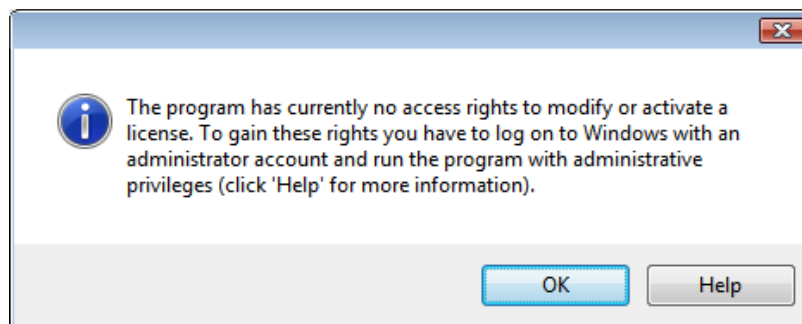 The program has currently no access rights to modify or activate a
license. To gain these rights you have to log on to Windows with an
administrator account and run the program with administrative
privileges (click 'Help' for more information).
OK
Help